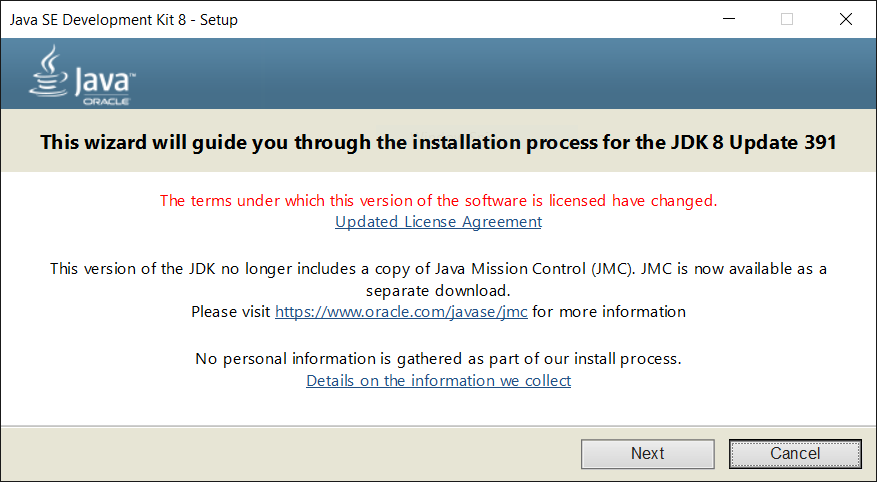 Java SE Development Kit 8 - Setup
Java™
ORACLE
This wizard will guide you through the installation process for the JDK 8 Update 391
The terms under which this version of the software is licensed have changed.
Updated License Agreement
This version of the JDK no longer includes a copy of Java Mission Control (JMC). JMC is now available as a
separate download.
Please visit https://www.oracle.com/javase/jmc for more information
No personal information is gathered as part of our install process.
Details on the information we collect
Next
Cancel